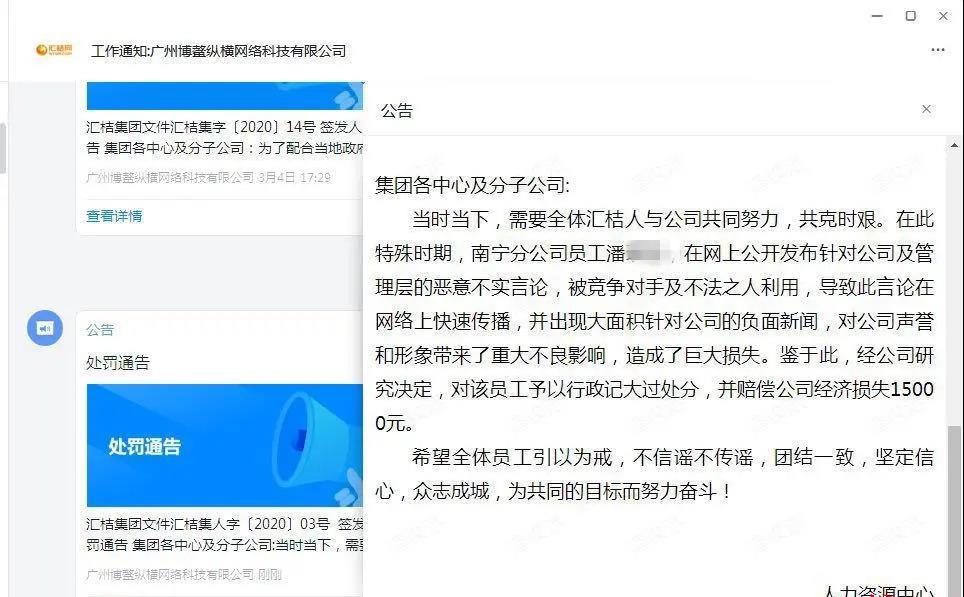 汇桔网
工作通知:广州博鳌纵横网络科技有限公司
汇桔集团文件汇桔集字〔2020〕14号 签发人
告 集团各中心及分子公司：为了配合当地政府
广州博鳌纵横网络科技有限公司 3月4日 17:29
查看详情
公告
处罚通告
处罚通告
汇桔集团文件汇桔集人字〔2020〕03号 签发
罚通告 集团各中心及分子公司:当时当下，需要
广州博鳌纵横网络科技有限公司 刚刚
公告
集团各中心及分子公司:
当时当下，需要全体汇桔人与公司共同努力，共克时艰。在此
特殊时期，南宁分公司员工潘，在网上公开发布针对公司及管
理层的恶意不实言论，被竞争对手及不法之人利用，导致此言论在
网络上快速传播，并出现大面积针对公司的负面新闻，对公司声誉
和形象带来了重大不良影响，造成了巨大损失。鉴于此，经公司研
究决定，对该员工予以行政记大过处分，并赔偿公司经济损失1500
0元。
希望全体员工引以为戒，不信谣不传谣，团结一致，坚定信
心，众志成城，为共同的目标而努力奋斗！
人力资源中心